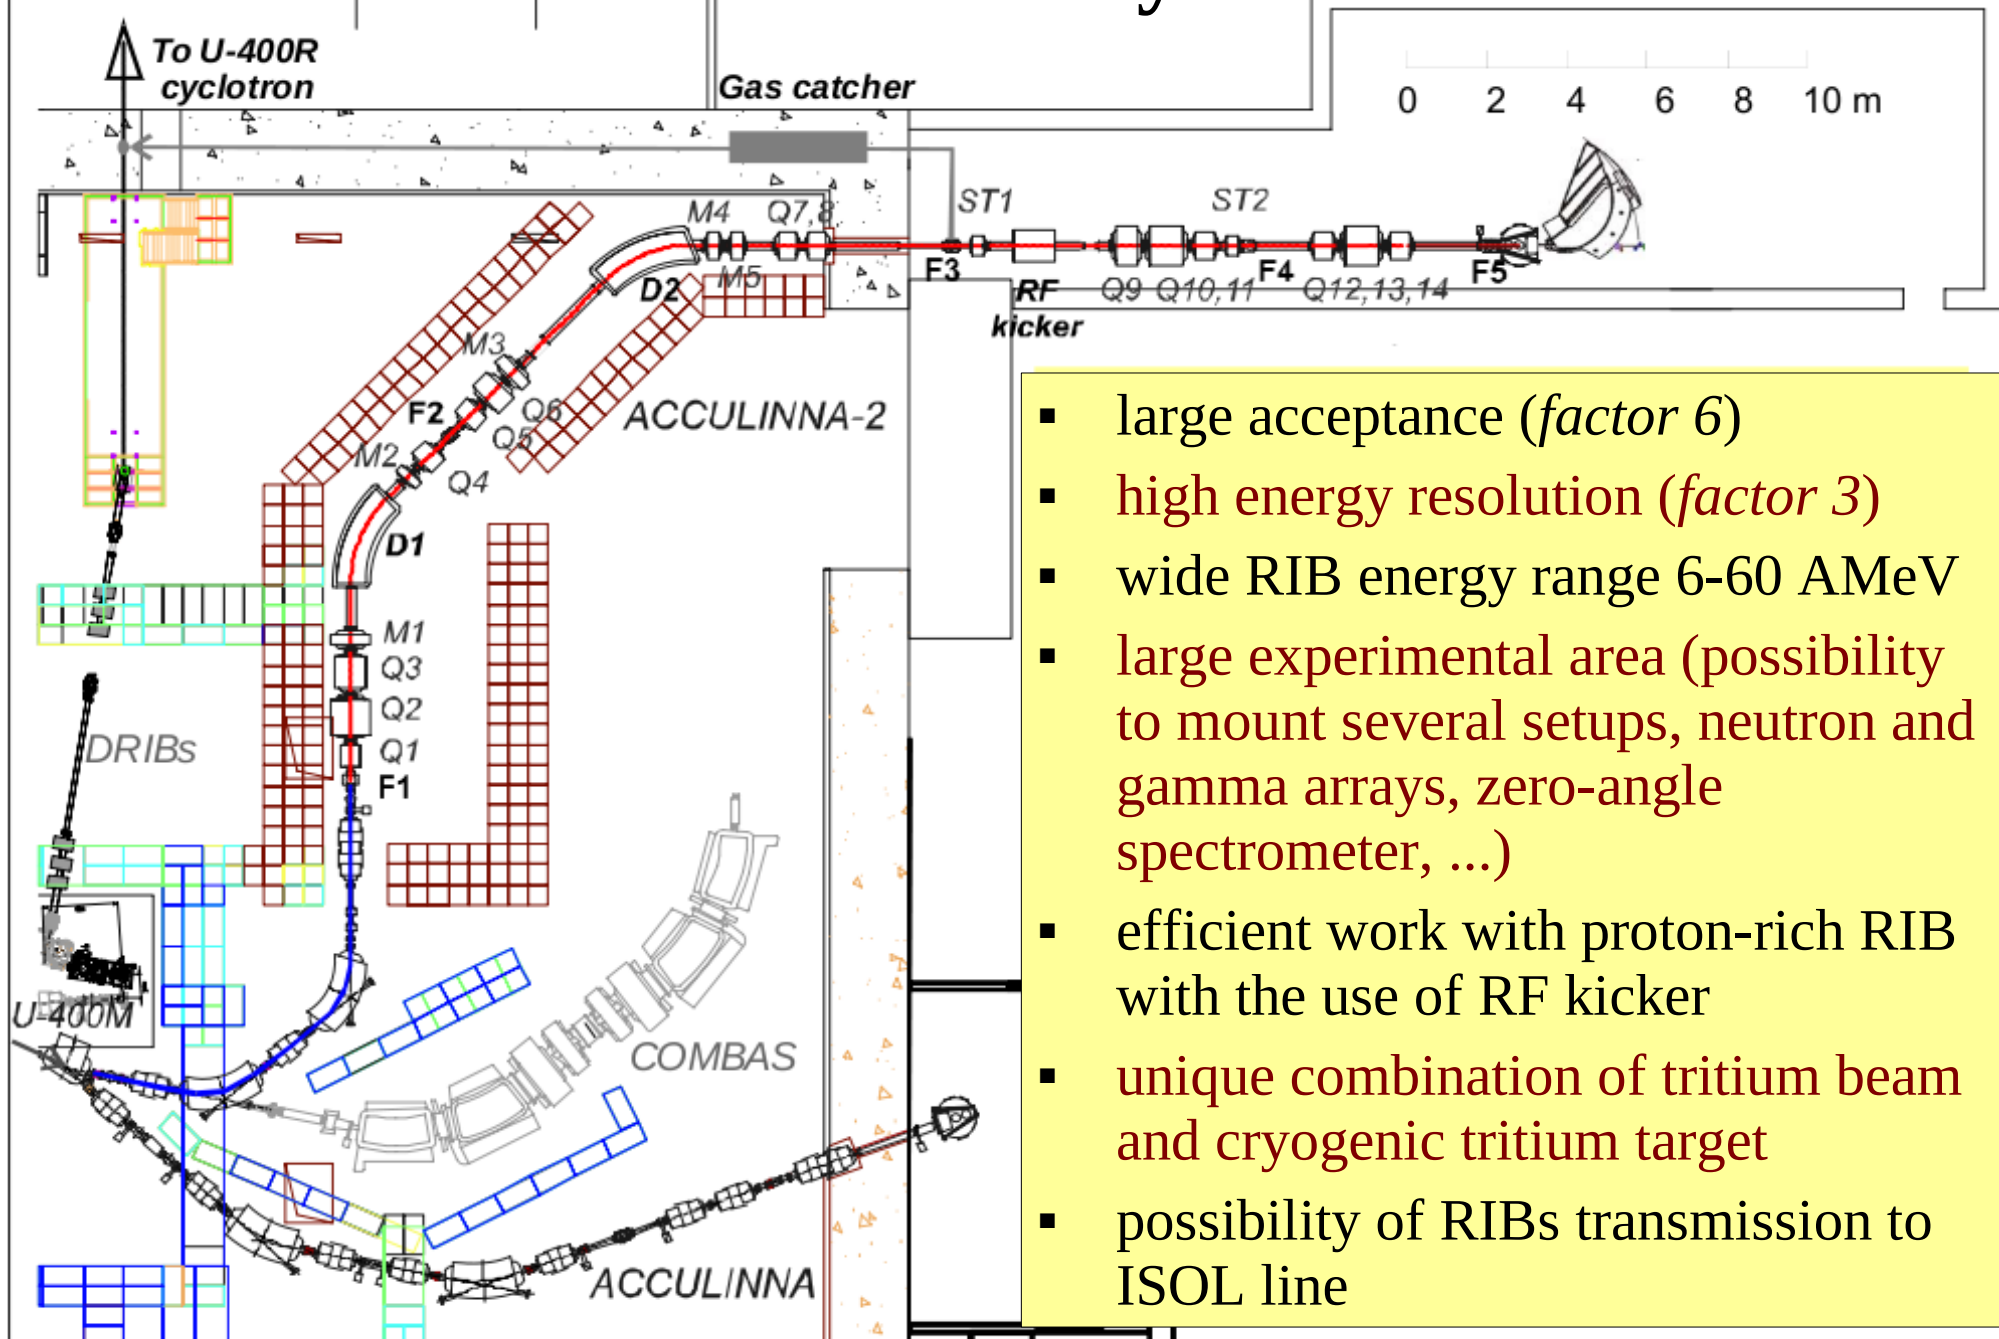 To U-400R
cyclotron
Gas catcher
0 2 4 6 8 10 m
M4 Q7,8 ST1 ST2
D2 M5 F3 RF
kicker
Q9 Q10,11 F4 Q12,13,14 F5
M3
F2 Q6
Q5
M2 Q4
ACCULINNA-2
D1
M1
Q3
Q2
Q1
F1
DRIBs
U-400M
COMBAS
ACCULINNA
▪ large acceptance (factor 6)
▪ high energy resolution (factor 3)
▪ wide RIB energy range 6-60 AMeV
▪ large experimental area (possibility
to mount several setups, neutron and
gamma arrays, zero-angle
spectrometer, ...)
▪ efficient work with proton-rich RIB
with the use of RF kicker
▪ unique combination of tritium beam
and cryogenic tritium target
▪ possibility of RIBs transmission to
ISOL line